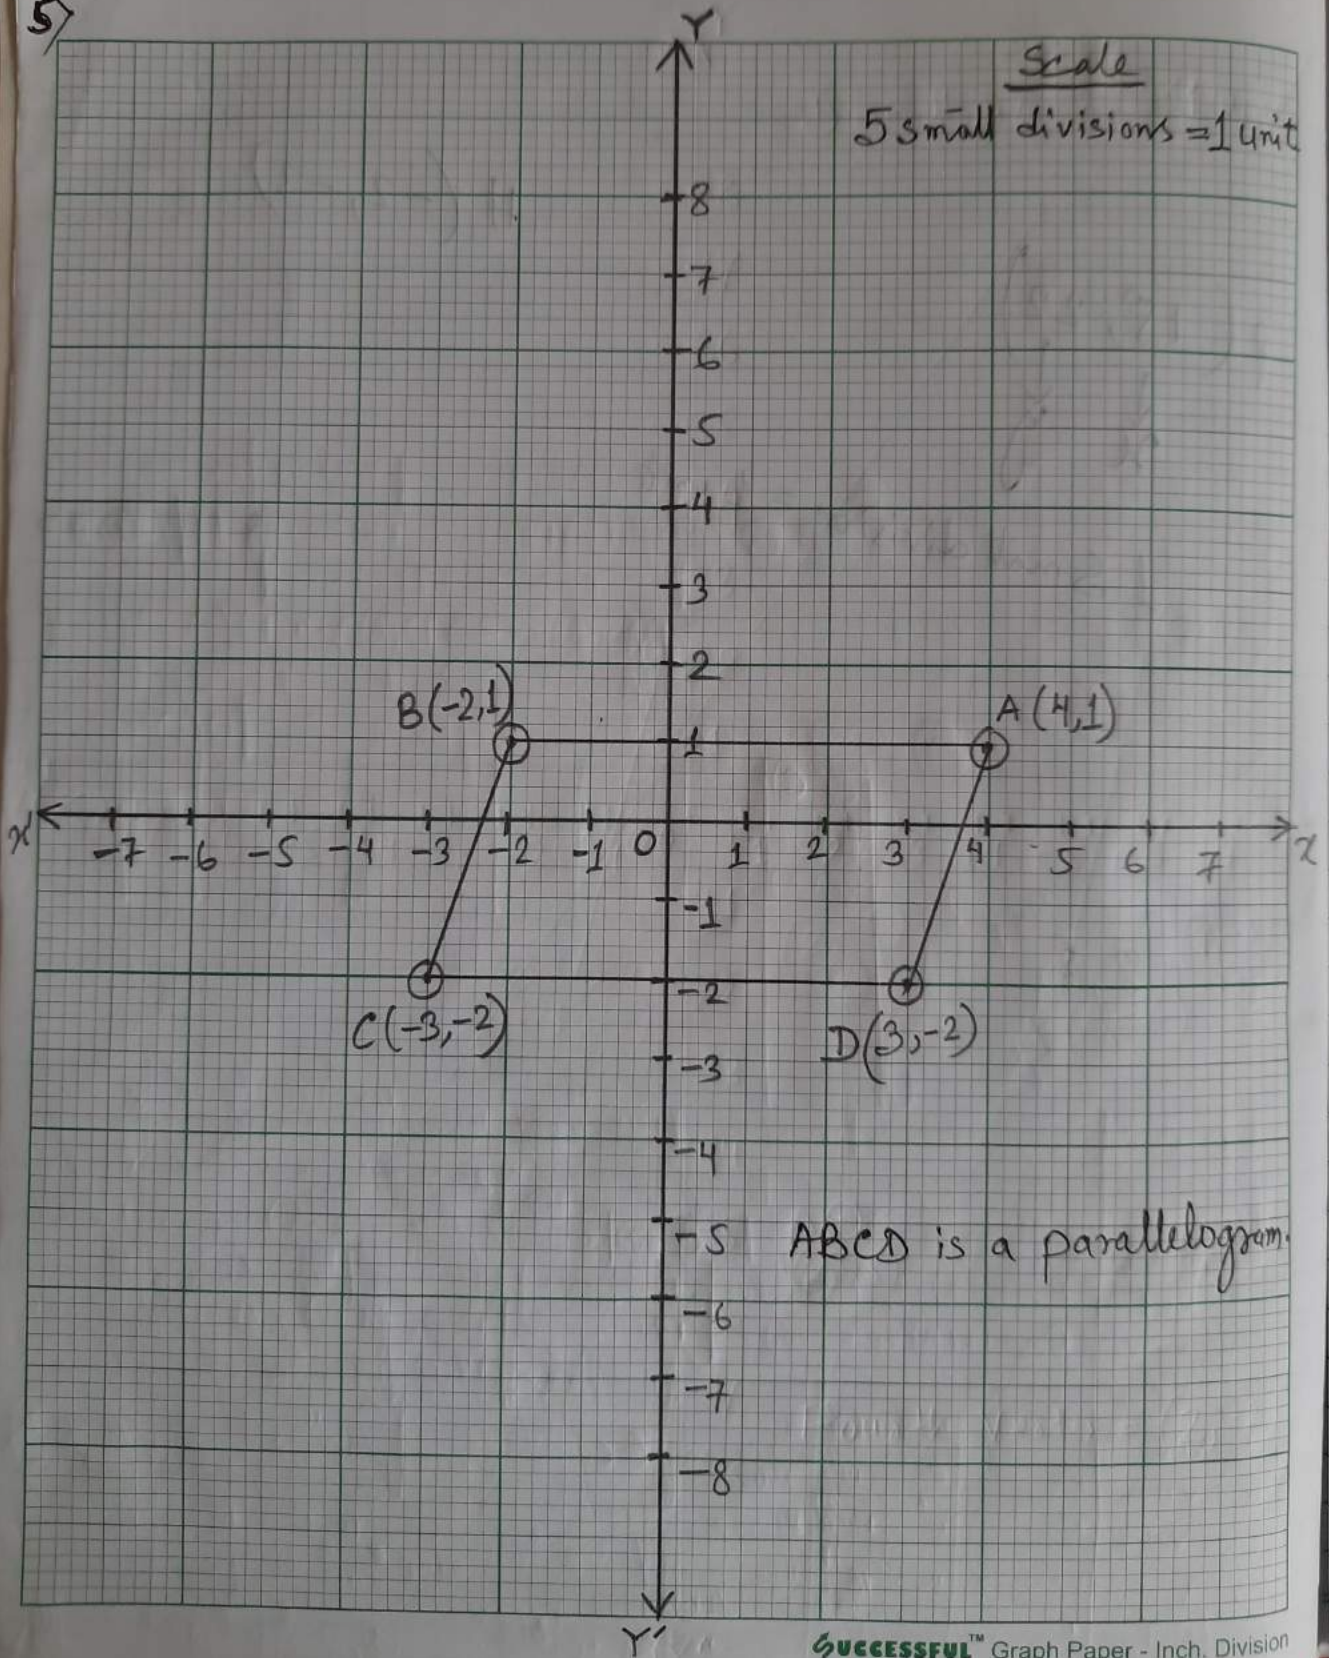 5)
Y
Scale
5 small divisions = 1 unit
8
7
6
5
4
3
2
B(-2,1)
A(4,1)
1
X'
-7 -6 -5 -4 -3 -2 -1 0 1 2 3 4 5 6 7
X
-1
-2
C(-3,-2)
D(3,-2)
-3
-4
-5
ABCD is a parallelogram.
-6
-7
-8
Y'
SUCCESSFUL™ Graph Paper - Inch. Division